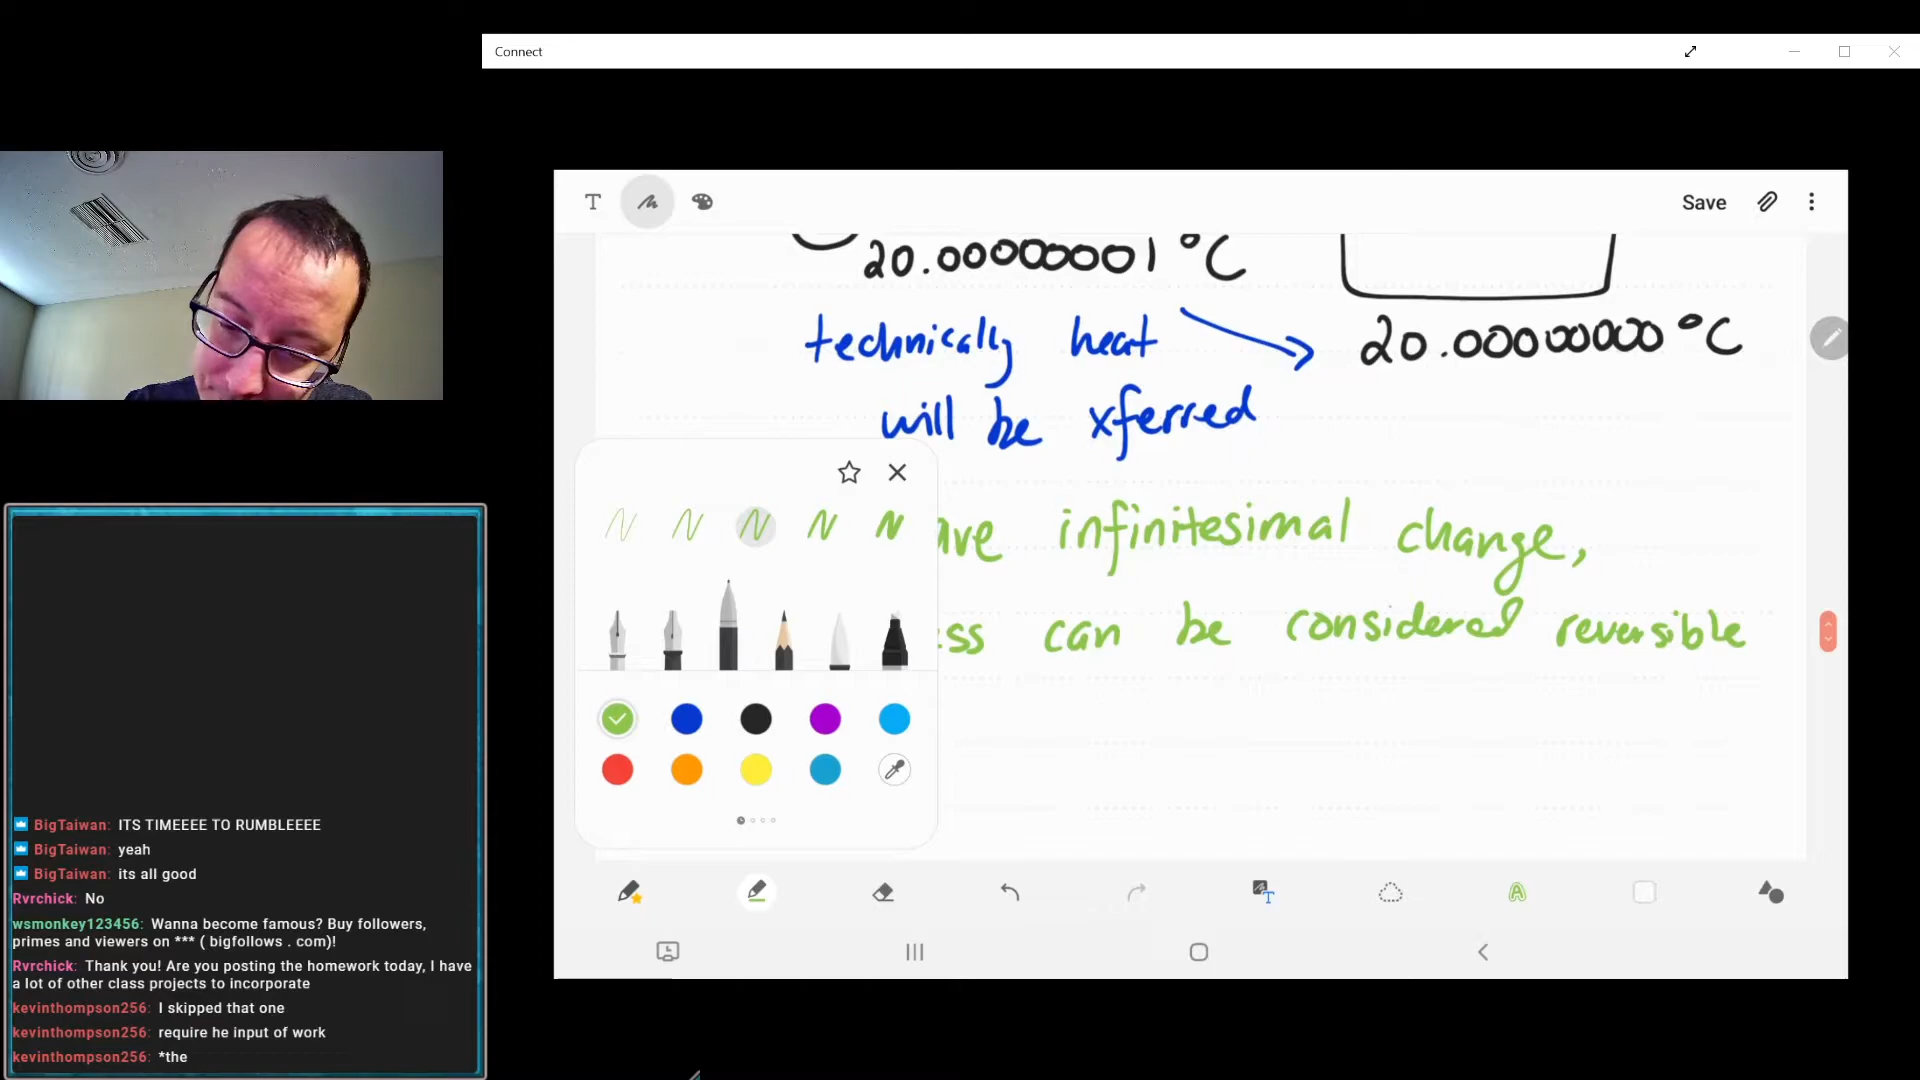 Connect
T
Save
20.00000001 °C
technically heat
20.00000000 °C
will be xferred
ave infinitesimal change,
ess can be considered reversible
BigTaiwan: ITS TIMEEEE TO RUMBLEEEE
BigTaiwan: yeah
BigTaiwan: its all good
Rvrchick: No
wsmonkey123456: Wanna become famous? Buy followers,
primes and viewers on *** ( bigfollows . com)!
Rvrchick: Thank you! Are you posting the homework today, I have
a lot of other class projects to incorporate
kevinthompson256: I skipped that one
kevinthompson256: require he input of work
kevinthompson256: *the